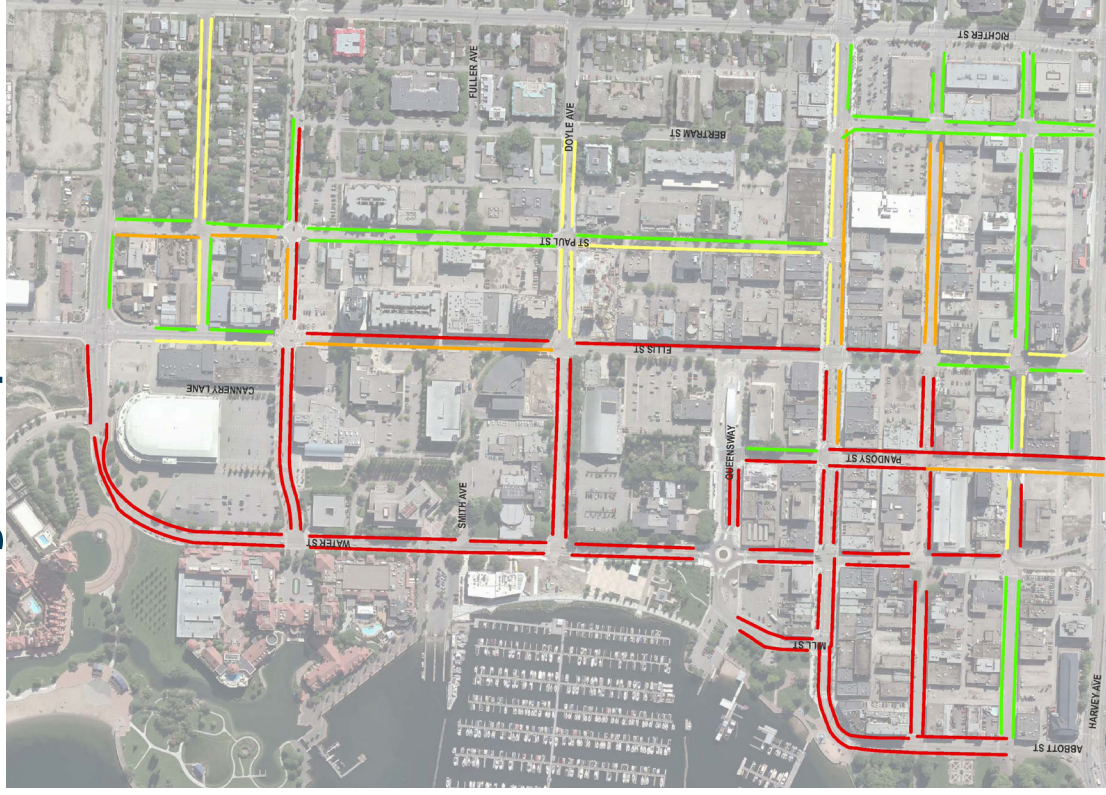 RICHTER ST
FULLER AVE
DOYLE AVE
BERTRAM ST
ST PAUL ST
ELLIS ST
CANNERY LANE
QUEENSWAY
PANDOSY ST
SMITH AVE
WATER ST
MILL ST
HARVEY AVE
ABBOTT ST